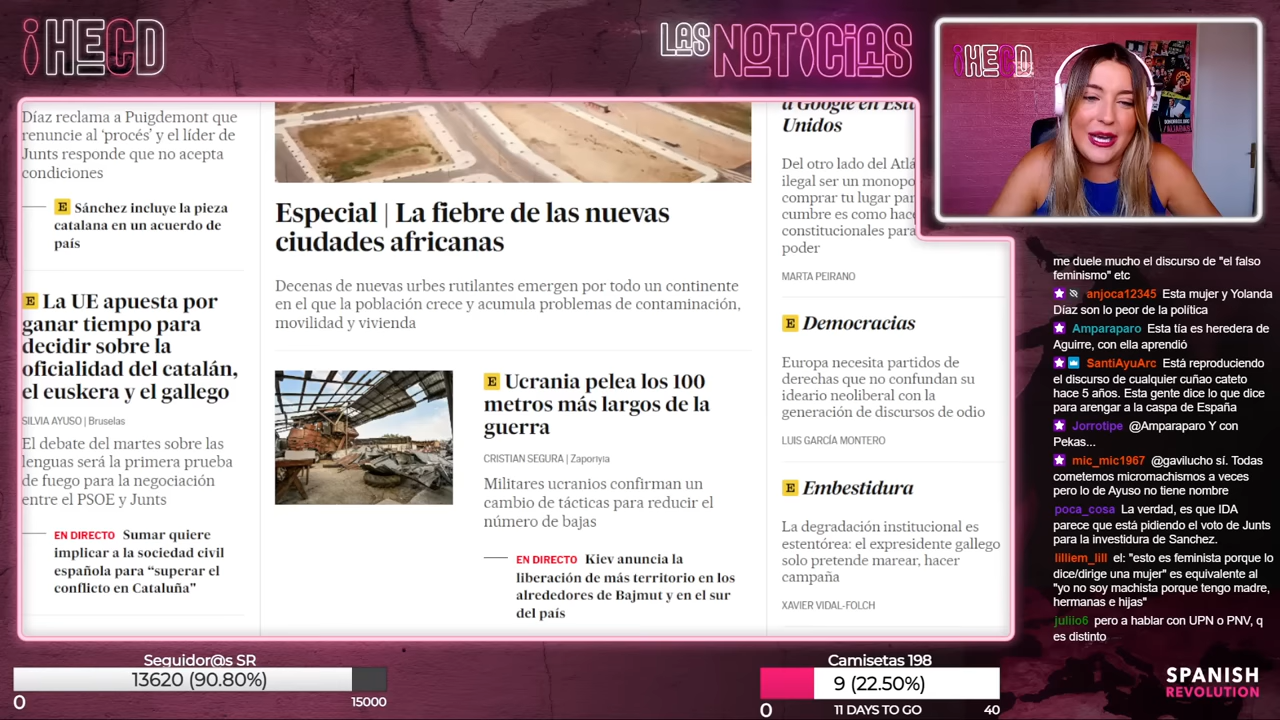 ¡HECD
LAS NOTICIAS
¡HECD
Díaz reclama a Puigdemont que
renuncie al ‘procés’ y el líder de
Junts responde que no acepta
condiciones
E Sánchez incluye la pieza
catalana en un acuerdo de
país
E La UE apuesta por
ganar tiempo para
decidir sobre la
oficialidad del catalán,
el euskera y el gallego
SILVIA AYUSO | Bruselas
El debate del martes sobre las
lenguas será la primera prueba
de fuego para la negociación
entre el PSOE y Junts
EN DIRECTO Sumar quiere
implicar a la sociedad civil
española para “superar el
conflicto en Cataluña”
Especial | La fiebre de las nuevas
ciudades africanas
Decenas de nuevas urbes rutilantes emergen por todo un continente
en el que la población crece y acumula problemas de contaminación,
movilidad y vivienda
E Ucrania pelea los 100
metros más largos de la
guerra
CRISTIAN SEGURA | Zaporiyia
Militares ucranios confirman un
cambio de tácticas para reducir el
número de bajas
EN DIRECTO Kiev anuncia la
liberación de más territorio en los
alrededores de Bajmut y en el sur
del país
a Google en Est
Unidos
Del otro lado del Atlá
ilegal ser un monopo
comprar tu lugar par
cumbre es como hace
constitucionales para
poder
MARTA PEIRANO
E Democracias
Europa necesita partidos de
derechas que no confundan su
ideario neoliberal con la
generación de discursos de odio
LUIS GARCÍA MONTERO
E Embestidura
La degradación institucional es
estentórea: el expresidente gallego
solo pretende marear, hacer
campaña
XAVIER VIDAL-FOLCH
me duele mucho el discurso de "el falso
feminismo" etc
anjoca12345 Esta mujer y Yolanda
Díaz son lo peor de la política
Amparaparo Esta tía es heredera de
Aguirre, con ella aprendió
SantiAyuArc Está reproduciendo
el discurso de cualquier cuñao cateto
hace 5 años. Esta gente dice lo que dice
para arengar a la caspa de España
Jorrotipe @Amparaparo Y con
Pekas...
mic_mic1967 @gavilucho sí. Todas
cometemos micromachismos a veces
pero lo de Ayuso no tiene nombre
poca_cosa La verdad, es que IDA
parece que está pidiendo el voto de Junts
para la investidura de Sanchez.
lilliem_lill el: "esto es feminista porque lo
dice/dirige una mujer" es equivalente al
"yo no soy machista porque tengo madre,
hermanas e hijas"
juliio6 pero a hablar con UPN o PNV, q
es distinto
Seguidor@s SR
13620 (90.80%)
0
15000
Camisetas 198
9 (22.50%)
0
11 DAYS TO GO
40
SPANISH
REVOLUTION